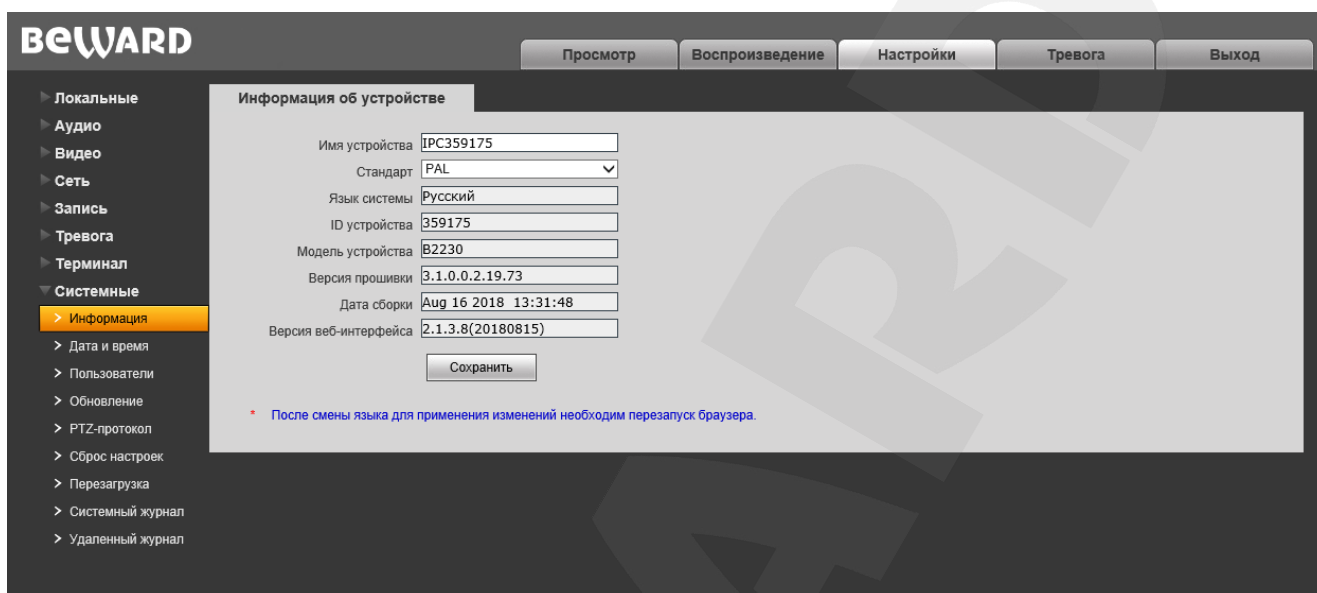 BEWARD
Просмотр Воспроизведение Настройки Тревога Выход
Локальные
Аудио
Видео
Сеть
Запись
Тревога
Терминал
Системные
> Информация
> Дата и время
> Пользователи
> Обновление
> PTZ-протокол
> Сброс настроек
> Перезагрузка
> Системный журнал
> Удаленный журнал
Информация об устройстве
Имя устройства IPC359175
Стандарт PAL
Язык системы Русский
ID устройства 359175
Модель устройства B2230
Версия прошивки 3.1.0.0.2.19.73
Дата сборки Aug 16 2018 13:31:48
Версия веб-интерфейса 2.1.3.8(20180815)
Сохранить
* После смены языка для применения изменений необходим перезапуск браузера.